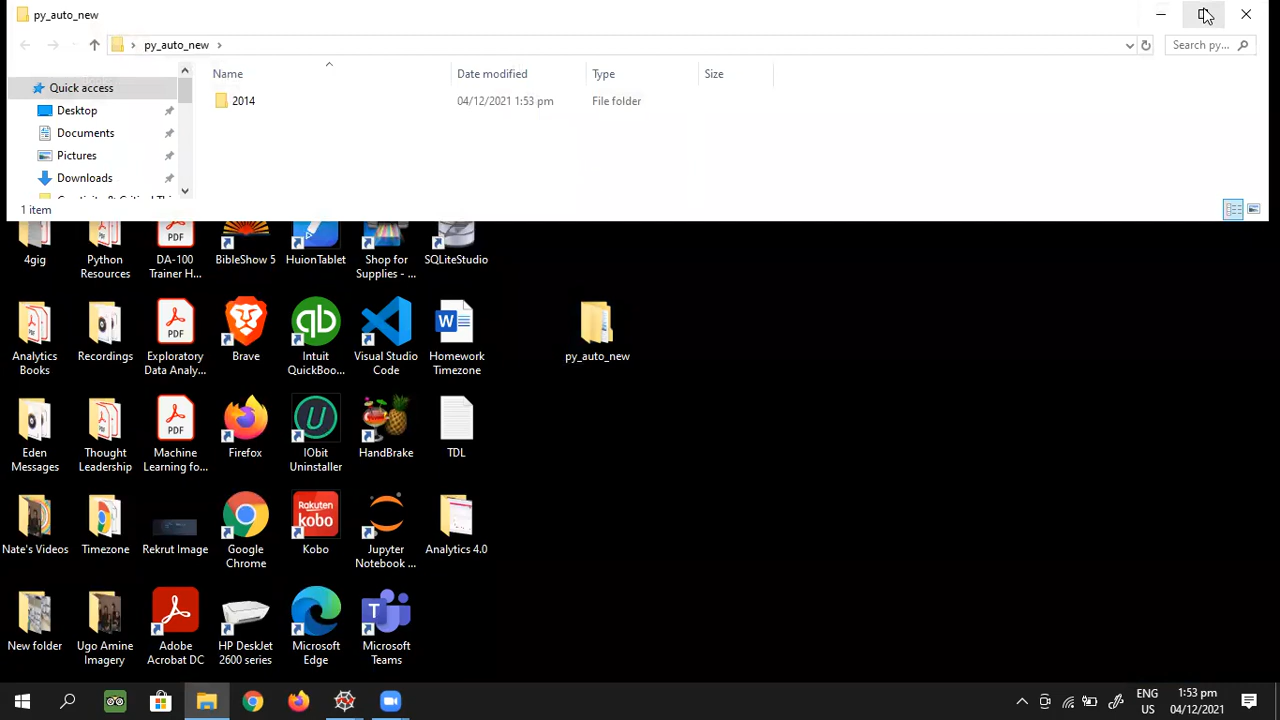 py_auto_new
py_auto_new
Search py...
Name
Date modified
Type
Size
Quick access
2014
04/12/2021 1:53 pm
File folder
Desktop
Documents
Pictures
Downloads
1 item
4gig
Python
Resources
DA-100
Trainer H...
BibleShow 5
HuionTablet
Shop for
Supplies - ...
SQLiteStudio
Analytics
Books
Recordings
Exploratory
Data Analy...
Brave
Intuit
QuickBoo...
Visual Studio
Code
Homework
Timezone
py_auto_new
Eden
Messages
Thought
Leadership
Machine
Learning fo...
Firefox
IObit
Uninstaller
HandBrake
TDL
Nate's Videos
Timezone
Rekrut Image
Google
Chrome
Rakuten
kobo
Kobo
Jupyter
Notebook ...
Analytics 4.0
New folder
Ugo Amine
Imagery
Adobe
Acrobat DC
HP DeskJet
2600 series
Microsoft
Edge
Microsoft
Teams
ENG
US
1:53 pm
04/12/2021